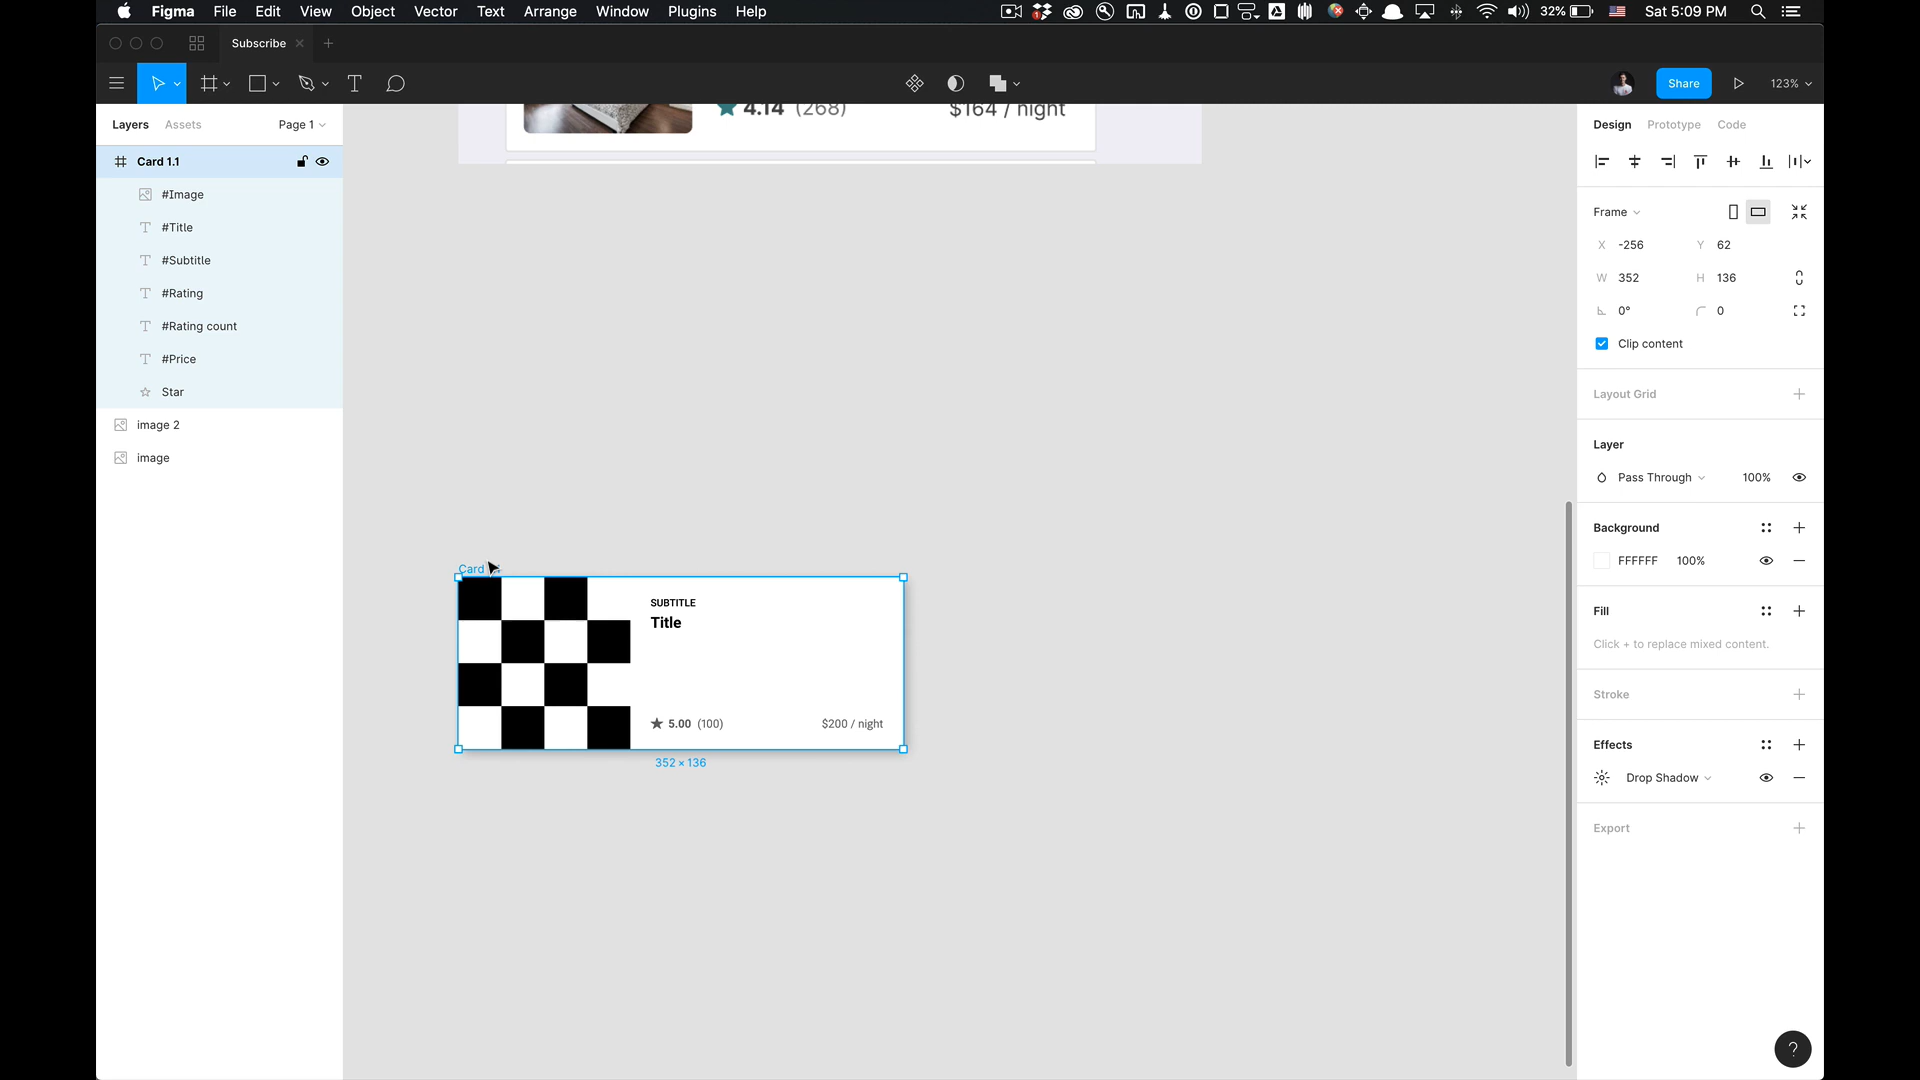 Figma File Edit View Object Vector Text Arrange Window Plugins Help 32% Sat 5:09 PM
Subscribe
Share 123%
Layers Assets Page 1
Card 1.1
#Image
#Title
#Subtitle
#Rating
#Rating count
#Price
Star
image 2
image
4.14 (268) $164 / night
Card
SUBTITLE
Title
5.00 (100) $200 / night
352 × 136
Design Prototype Code
Frame
X -256 Y 62
W 352 H 136
0° 0
Clip content
Layout Grid
Layer
Pass Through 100%
Background
FFFFFF 100%
Fill
Click + to replace mixed content.
Stroke
Effects
Drop Shadow
Export
?